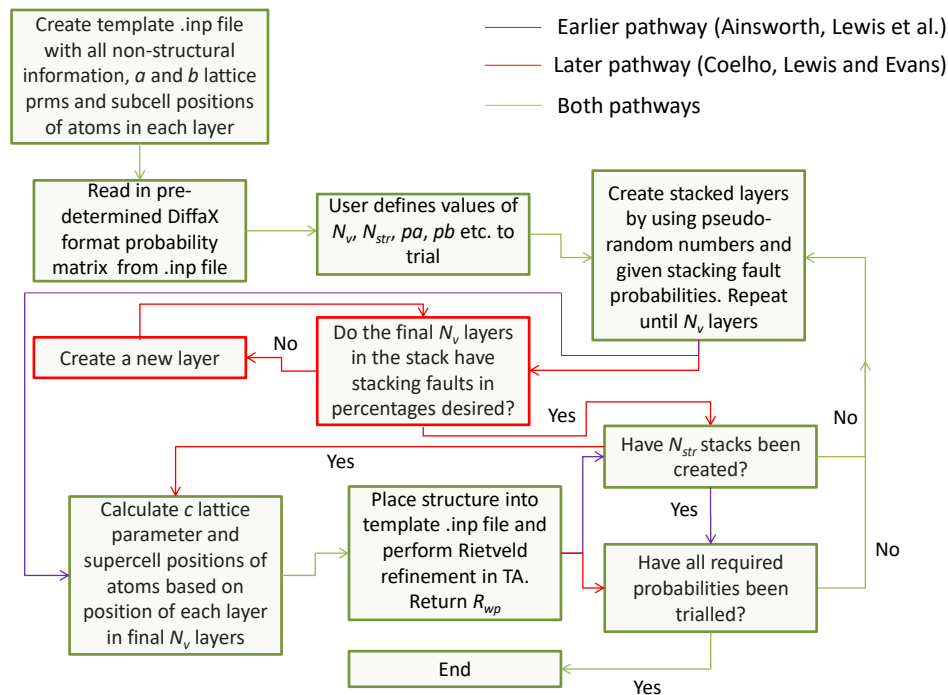 Create template .inp file
with all non-structural
information, a and b lattice
prms and subcell positions
of atoms in each layer
Earlier pathway (Ainsworth, Lewis et al.)
Later pathway (Coelho, Lewis and Evans)
Both pathways
Read in pre-
determined DiffaX
format probability
matrix from .inp file
User defines values of
Nv, Nstr, pa, pb etc. to
trial
Create stacked layers
by using pseudo-
random numbers and
given stacking fault
probabilities. Repeat
until Nv layers
Create a new layer
No
Do the final Nv layers
in the stack have
stacking faults in
percentages desired?
Yes
Have Nstr stacks been
created?
No
Yes
Yes
Calculate c lattice
parameter and
supercell positions of
atoms based on
position of each layer
in final Nv layers
Place structure into
template .inp file and
perform Rietveld
refinement in TA.
Return Rwp
Have all required
probabilities been
trialled?
No
Yes
End